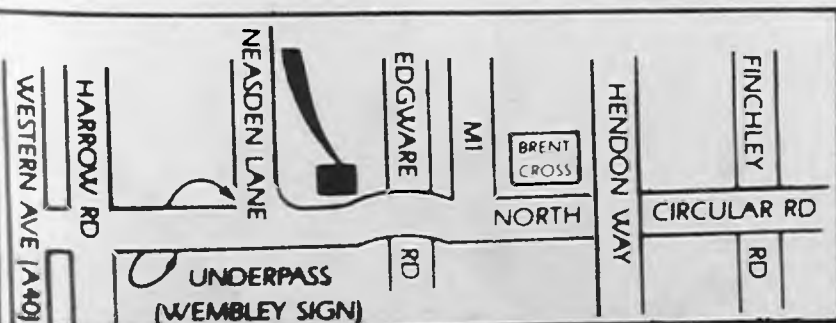 WESTERN AVE (A40)
HARROW RD
NEASDEN LANE
EDGWARE
RD
M1
BRENT
CROSS
NORTH
HENDON WAY
CIRCULAR RD
FINCHLEY
RD
UNDERPASS
(WEMBLEY SIGN)